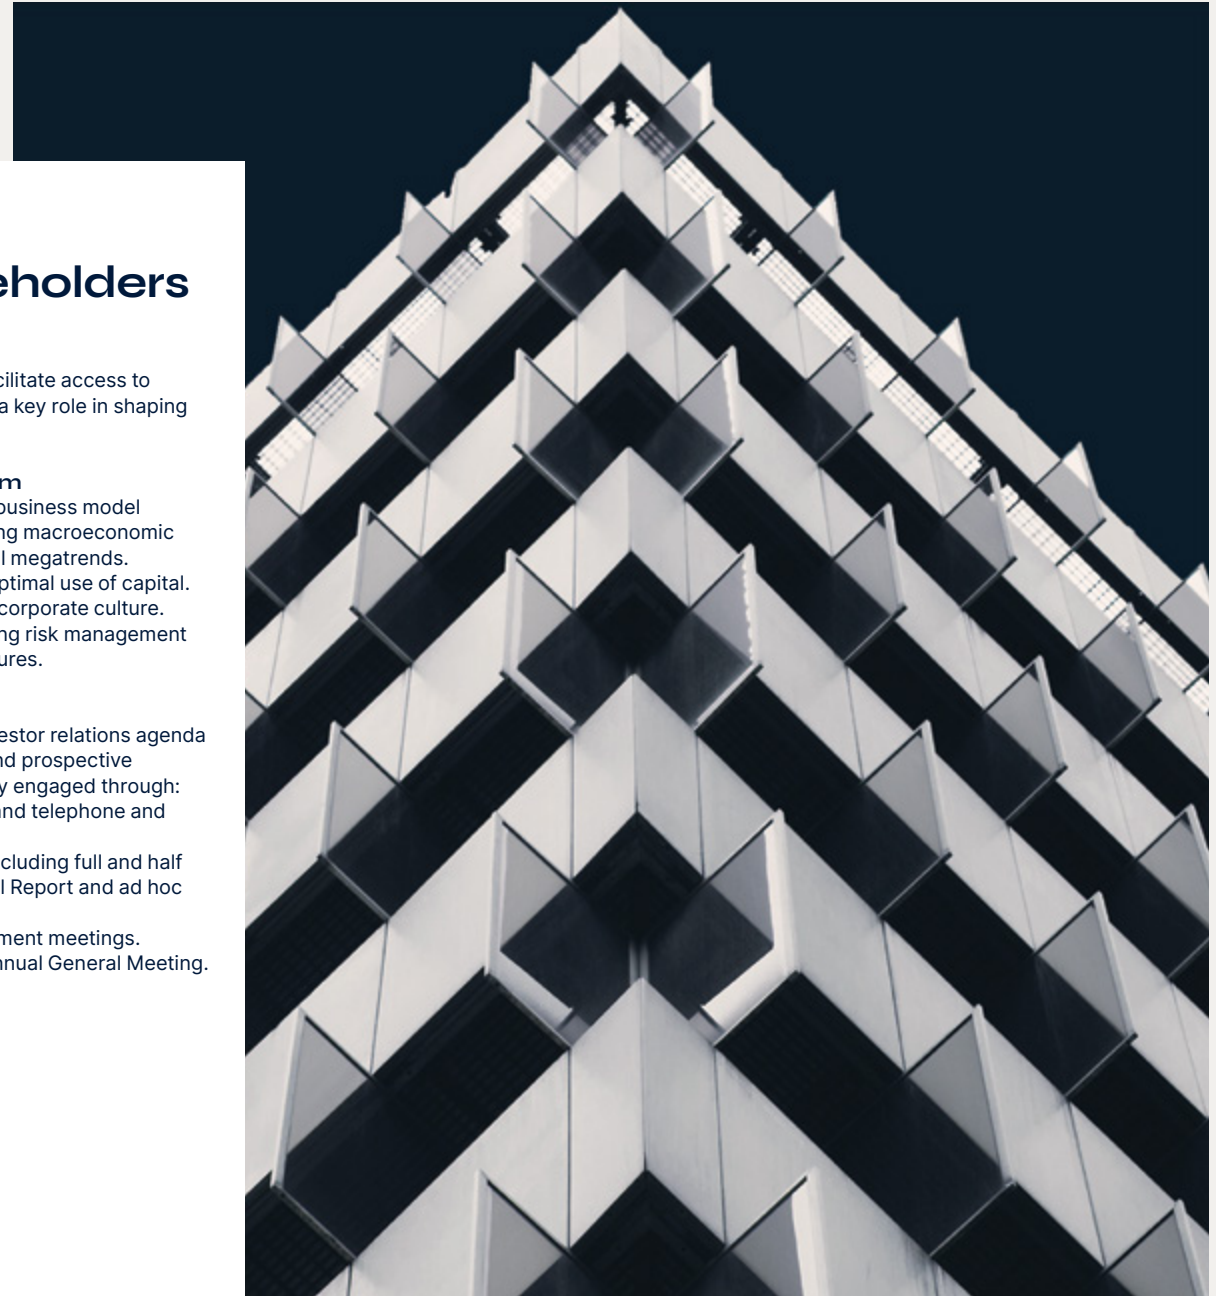 eholders
cilitate access to
a key role in shaping
m
business model
ng macroeconomic
l megatrends.
ptimal use of capital.
corporate culture.
ng risk management
ures.
estor relations agenda
nd prospective
y engaged through:
and telephone and
cluding full and half
l Report and ad hoc
ment meetings.
nnual General Meeting.